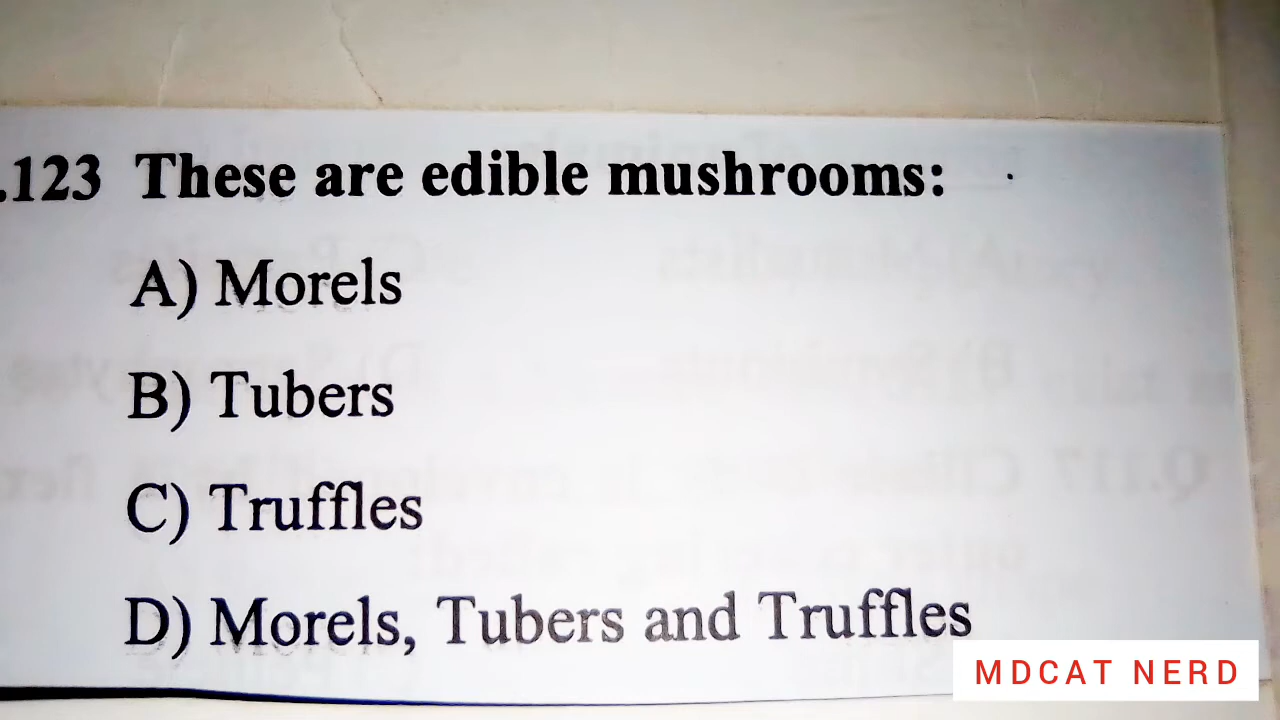 .123 These are edible mushrooms:
A) Morels
B) Tubers
C) Truffles
D) Morels, Tubers and Truffles
MDCAT NERD